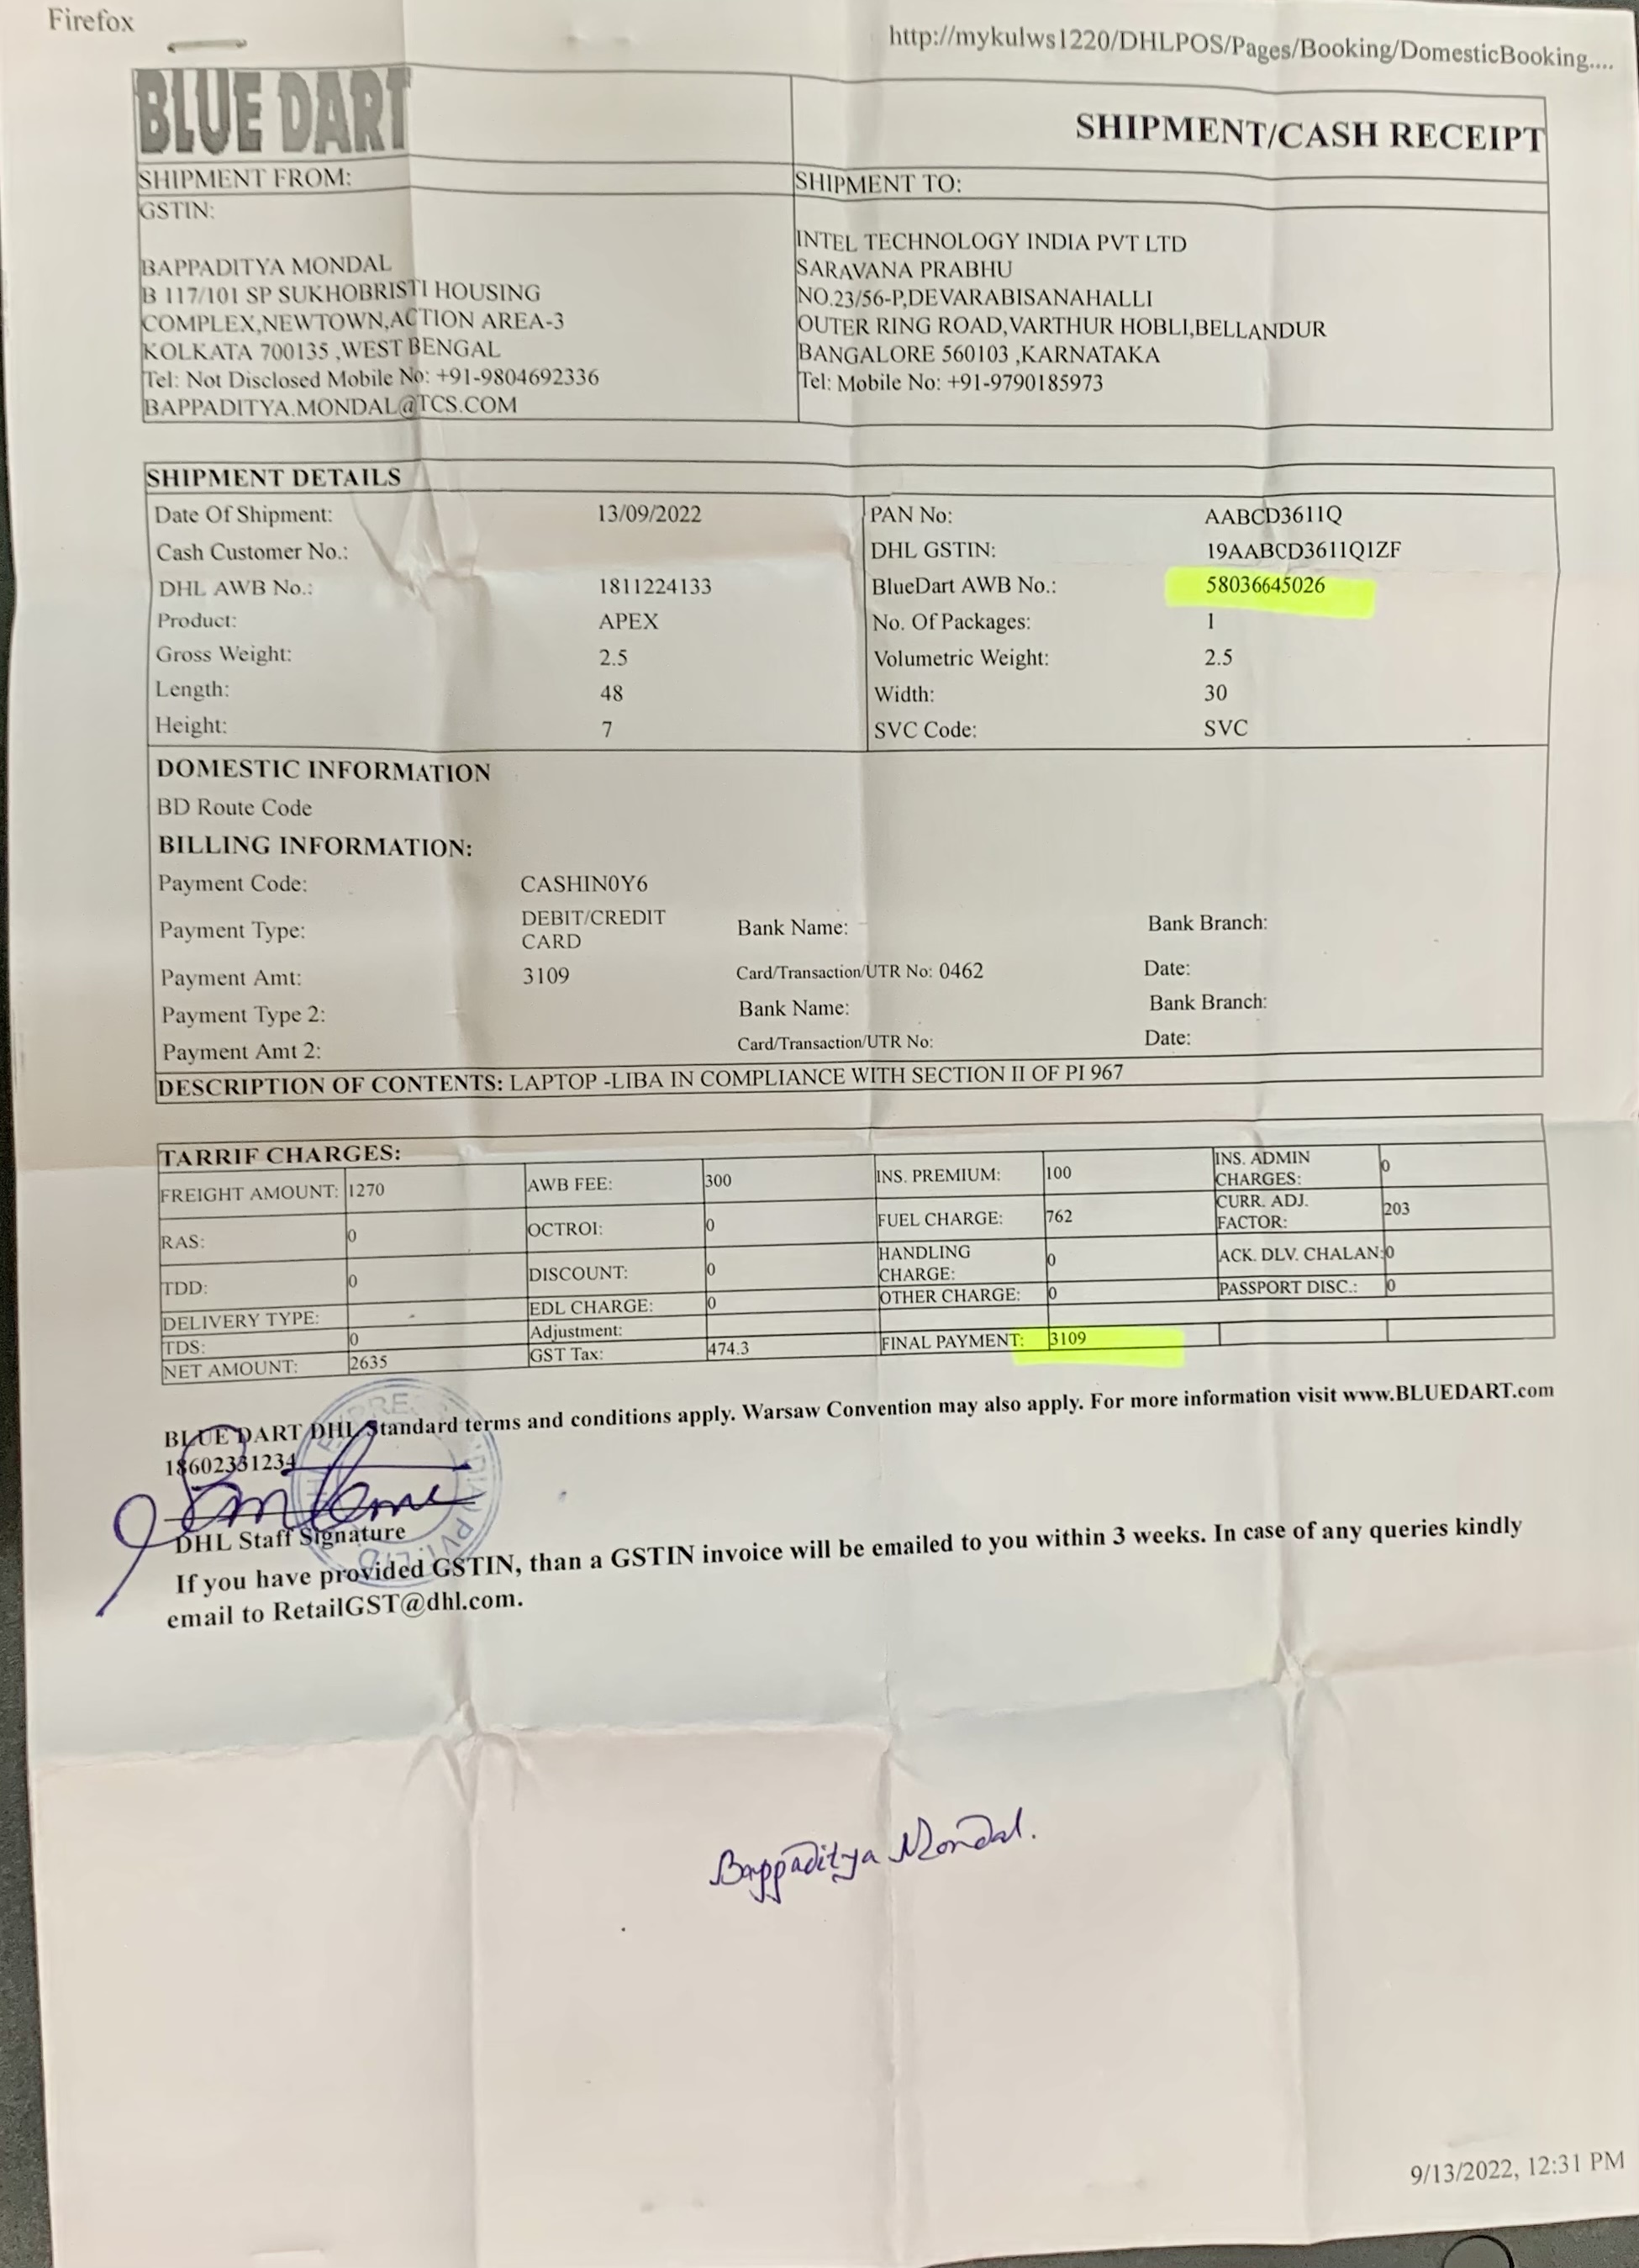 Firefox
http://mykulws1220/DHLPOS/Pages/Booking/DomesticBooking....
BLUE DART
SHIPMENT/CASH RECEIPT
SHIPMENT FROM:
GSTIN:
BAPPADITYA MONDAL
B 117/101 SP SUKHOBRISTI HOUSING
COMPLEX,NEWTOWN,ACTION AREA-3
KOLKATA 700135 ,WEST BENGAL
Tel: Not Disclosed Mobile No: +91-9804692336
BAPPADITYA.MONDAL@TCS.COM
SHIPMENT TO:
INTEL TECHNOLOGY INDIA PVT LTD
SARAVANA PRABHU
NO.23/56-P,DEVARABISANAHALLI
OUTER RING ROAD,VARTHUR HOBLI,BELLANDUR
BANGALORE 560103 ,KARNATAKA
Tel: Mobile No: +91-9790185973
SHIPMENT DETAILS
Date Of Shipment: 13/09/2022 PAN No: AABCD3611Q
Cash Customer No.: DHL GSTIN: 19AABCD3611Q1ZF
DHL AWB No.: 1811224133 BlueDart AWB No.: 58036645026
Product: APEX No. Of Packages: 1
Gross Weight: 2.5 Volumetric Weight: 2.5
Length: 48 Width: 30
Height: 7 SVC Code: SVC
DOMESTIC INFORMATION
BD Route Code
BILLING INFORMATION:
Payment Code: CASHIN0Y6
Payment Type: DEBIT/CREDIT CARD Bank Name: Bank Branch:
Payment Amt: 3109 Card/Transaction/UTR No: 0462 Date:
Payment Type 2: Bank Name: Bank Branch:
Payment Amt 2: Card/Transaction/UTR No: Date:
DESCRIPTION OF CONTENTS: LAPTOP -LIBA IN COMPLIANCE WITH SECTION II OF PI 967
TARRIF CHARGES:
FREIGHT AMOUNT: 1270 AWB FEE: 300 INS. PREMIUM: 100 INS. ADMIN CHARGES: 0
RAS: 0 OCTROI: 0 FUEL CHARGE: 762 CURR. ADJ. FACTOR: 203
TDD: 0 DISCOUNT: 0 HANDLING CHARGE: 0 ACK. DLV. CHALAN: 0
DELIVERY TYPE: EDL CHARGE: 0 OTHER CHARGE: 0 PASSPORT DISC.: 0
TDS: 0 Adjustment:
NET AMOUNT: 2635 GST Tax: 474.3 FINAL PAYMENT: 3109
BLUE DART DHL Standard terms and conditions apply. Warsaw Convention may also apply. For more information visit www.BLUEDART.com
18602331234
DHL Staff Signature
If you have provided GSTIN, than a GSTIN invoice will be emailed to you within 3 weeks. In case of any queries kindly
email to RetailGST@dhl.com.
Bappaditya Mondal.
9/13/2022, 12:31 PM